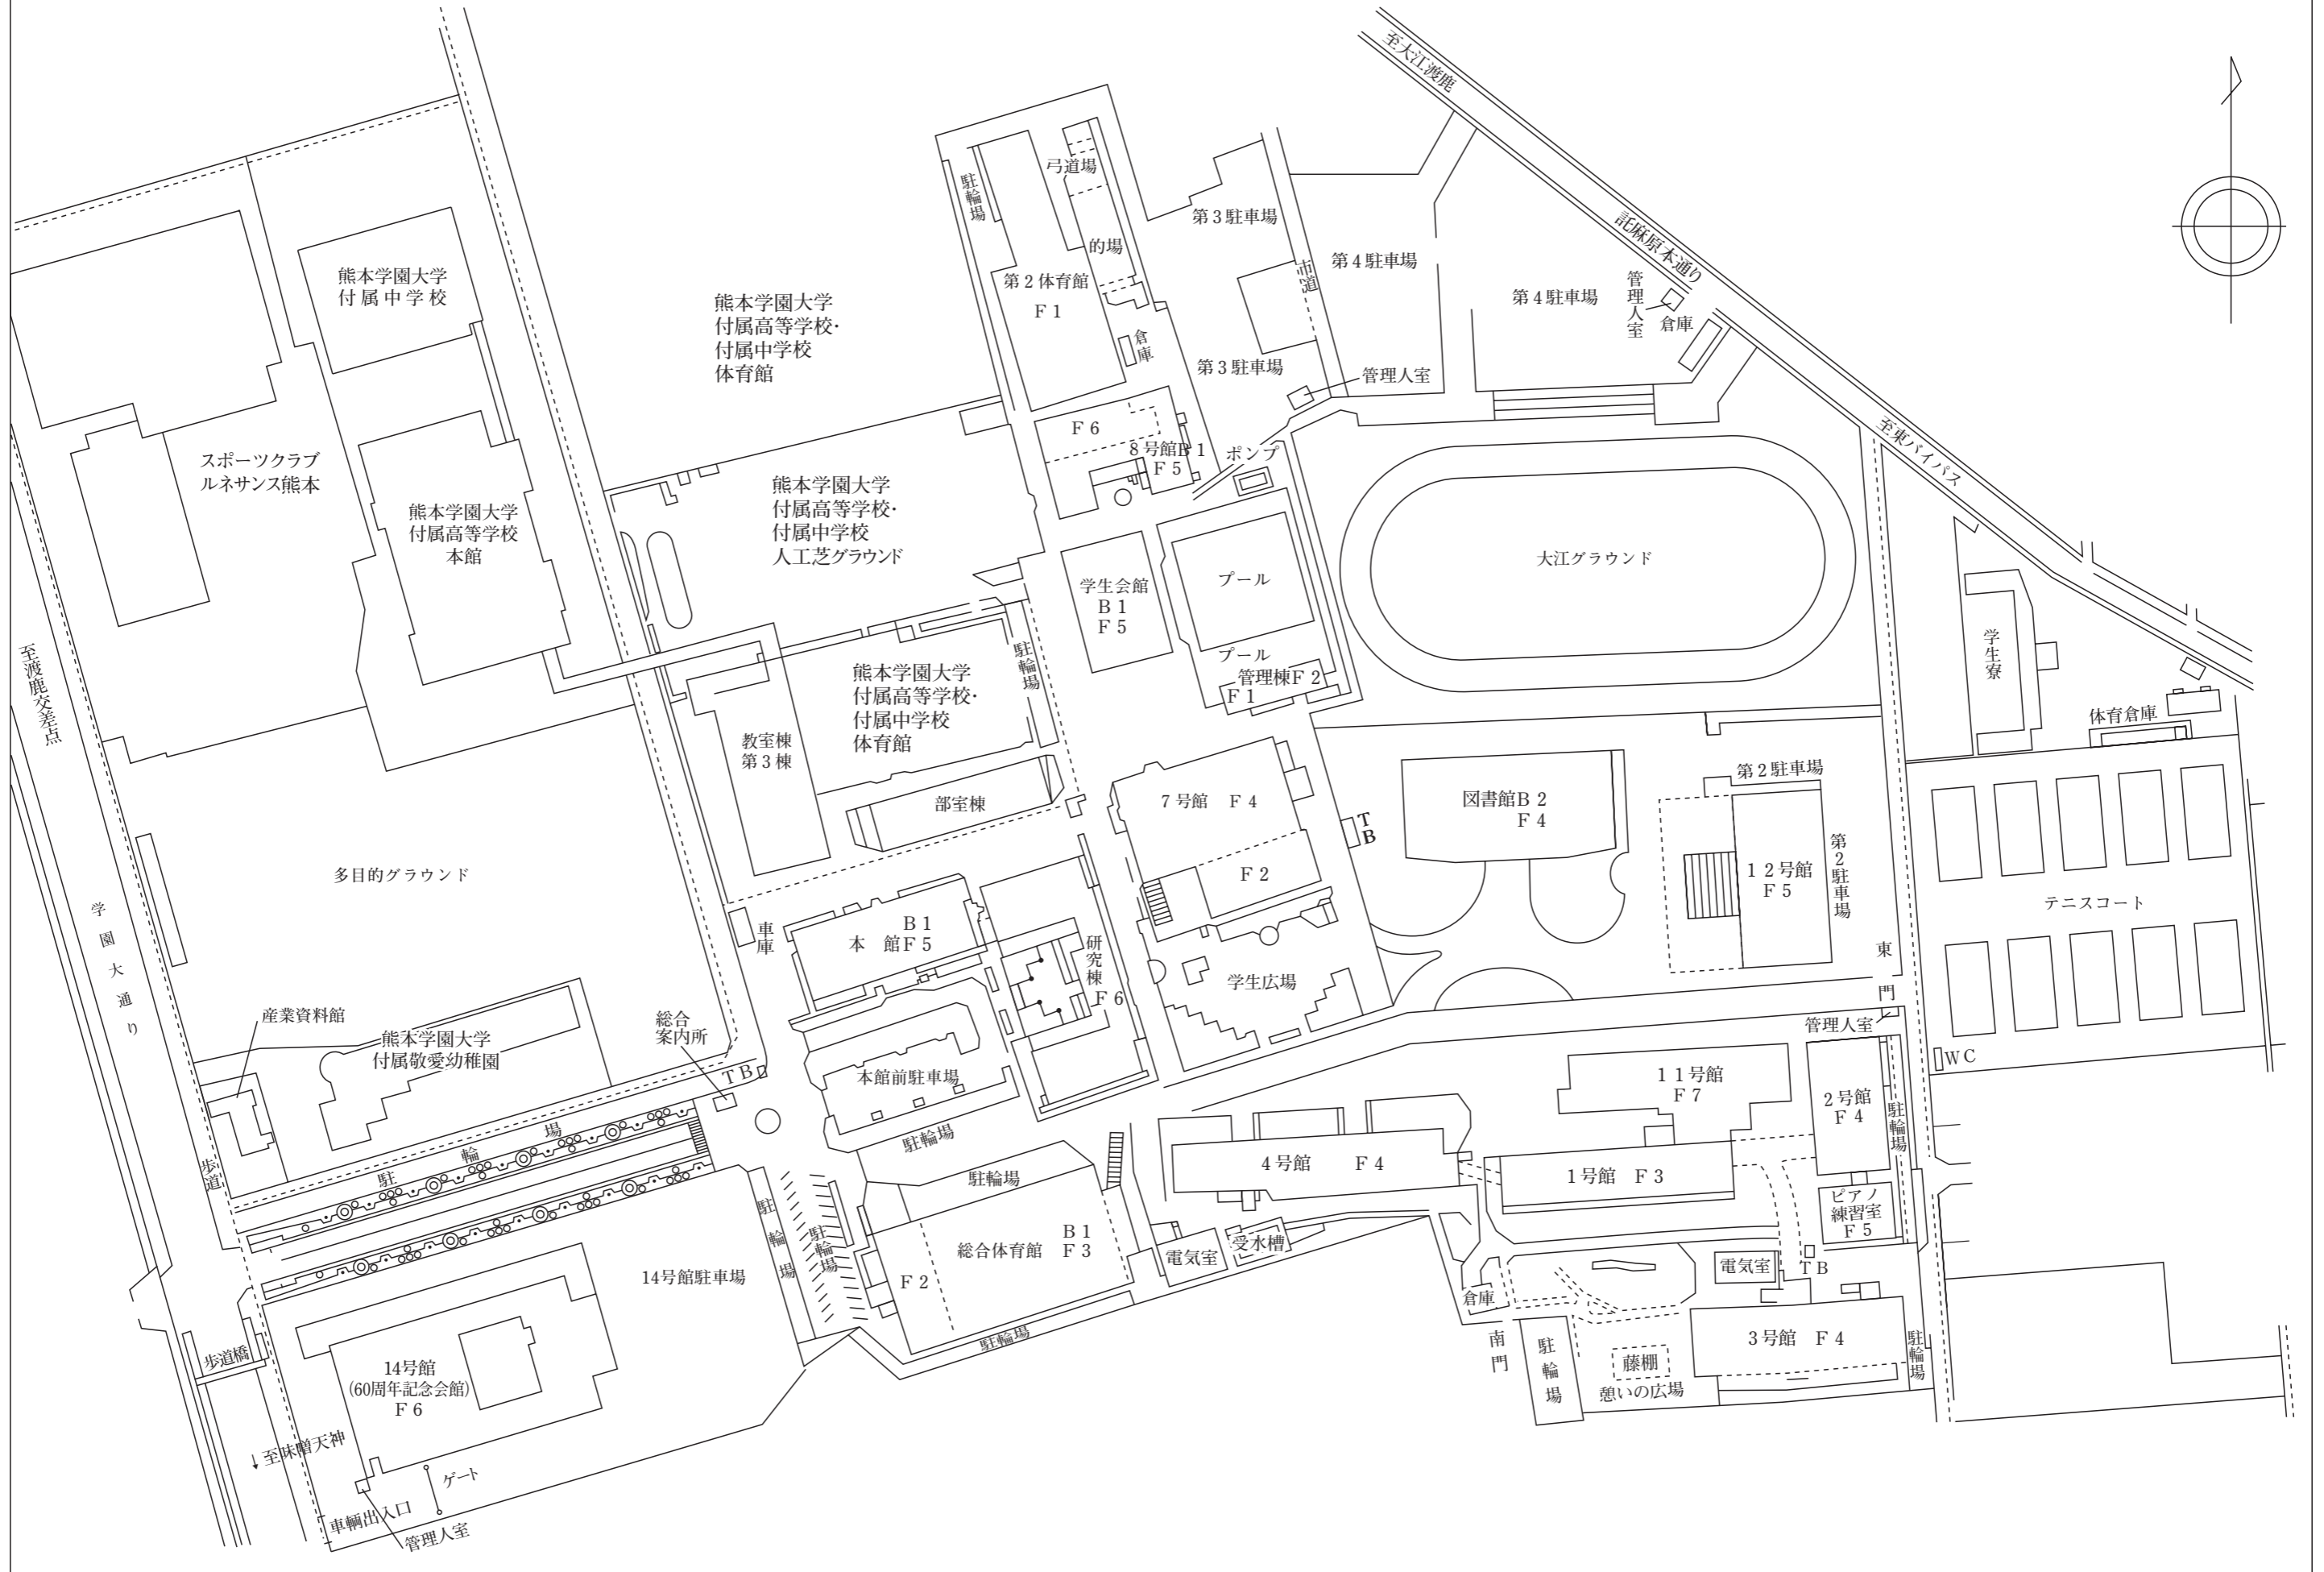 至大江渡鹿
託麻原本通り
至東バイパス
弓道場
駐輪場
的場
第２体育館
Ｆ１
倉庫
第３駐車場
第３駐車場
市道
第４駐車場
第４駐車場
管理人室
倉庫
管理人室
熊本学園大学
付属中学校
熊本学園大学
付属高等学校・
付属中学校
体育館
スポーツクラブ
ルネサンス熊本
熊本学園大学
付属高等学校
本館
熊本学園大学
付属高等学校・
付属中学校
人工芝グラウンド
Ｆ６
８号館Ｂ１
Ｆ５
ポンプ
学生会館
Ｂ１
Ｆ５
プール
プール
管理棟Ｆ２
Ｆ１
大江グラウンド
学生寮
体育倉庫
至渡鹿交差点
駐輪場
熊本学園大学
付属高等学校・
付属中学校
体育館
教室棟
第３棟
部室棟
７号館　Ｆ４
Ｆ２
ＴＢ
図書館Ｂ２
Ｆ４
第２駐車場
１２号館
Ｆ５
第２駐車場
テニスコート
多目的グラウンド
学園大通り
車庫
Ｂ１
本　館Ｆ５
研究棟
Ｆ６
学生広場
東門
管理人室
ＷＣ
産業資料館
熊本学園大学
付属敬愛幼稚園
総合
案内所
ＴＢ
本館前駐車場
駐輪場
駐輪場
歩道
駐輪場
１１号館
Ｆ７
２号館
Ｆ４
駐輪場
４号館　Ｆ４
１号館　Ｆ３
ピアノ
練習室
Ｆ５
14号館駐車場
駐輪場
駐輪場
Ｂ１
総合体育館　Ｆ３
Ｆ２
駐輪場
電気室
受水槽
電気室
ＴＢ
倉庫
南門
駐輪場
藤棚
憩いの広場
３号館　Ｆ４
駐輪場
歩道橋
14号館
(60周年記念会館)
Ｆ６
↓至味噌天神
ゲート
車輌出入口
管理人室